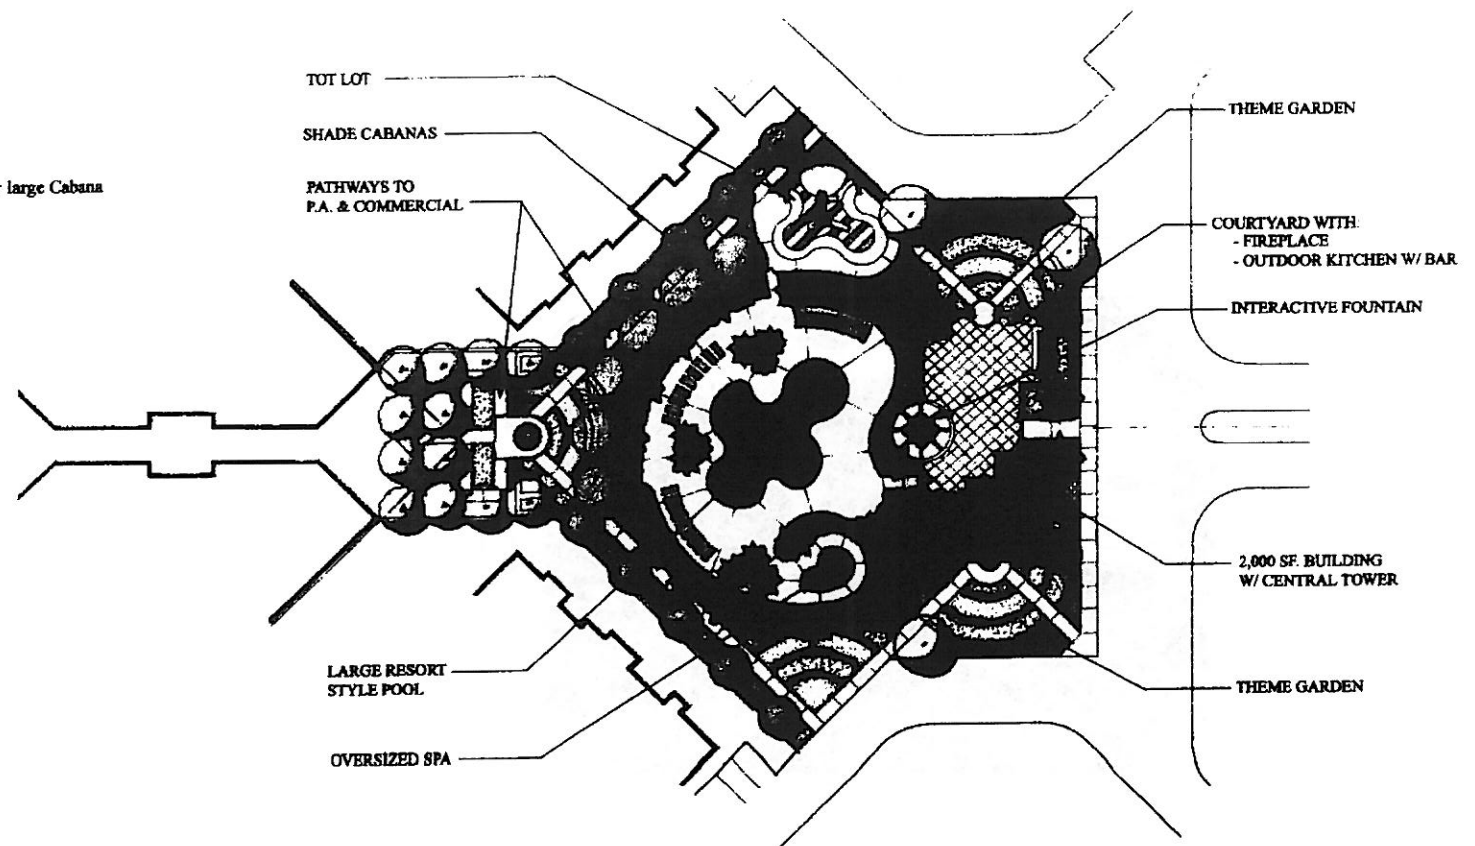 TOT LOT
SHADE CABANAS
large Cabana
PATHWAYS TO
P.A. & COMMERCIAL
THEME GARDEN
COURTYARD WITH:
- FIREPLACE
- OUTDOOR KITCHEN W/ BAR
INTERACTIVE FOUNTAIN
2,000 SF. BUILDING
W/ CENTRAL TOWER
LARGE RESORT
STYLE POOL
THEME GARDEN
OVERSIZED SPA